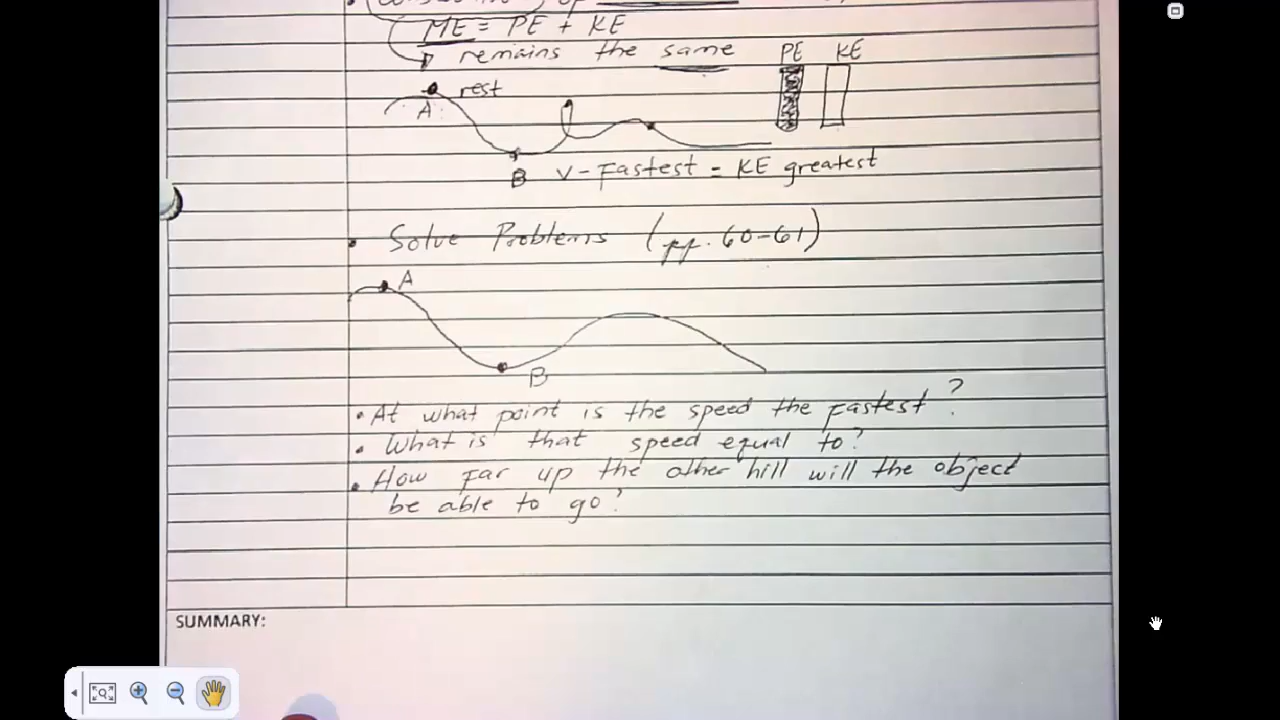 of
ME = PE + KE
remains the same PE KE
rest
A
B V-Fastest = KE greatest
• Solve Problems (pp. 60-61)
A
B
• At what point is the speed the fastest?
• What is that speed equal to?
• How far up the other hill will the object
be able to go?
SUMMARY: